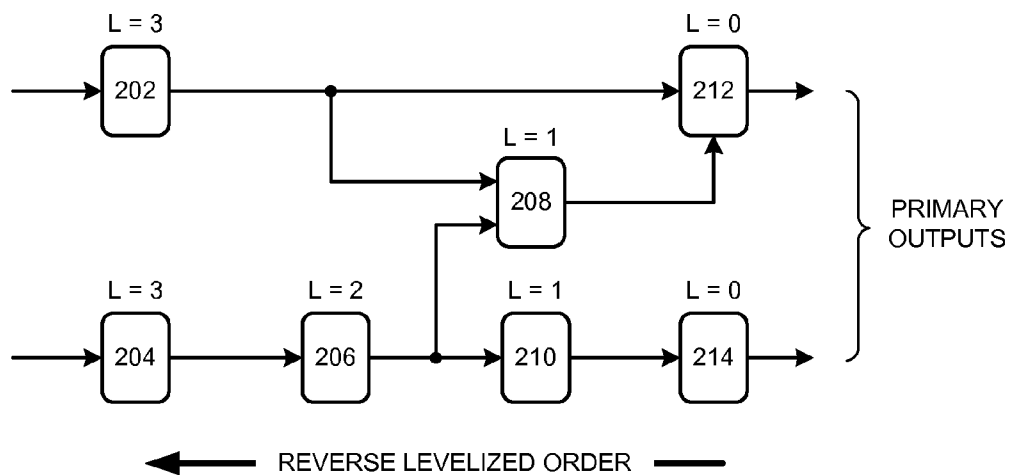 L = 3
L = 0
202
212
L = 1
208
PRIMARY
OUTPUTS
L = 3
L = 2
L = 1
L = 0
204
206
210
214
REVERSE LEVELIZED ORDER